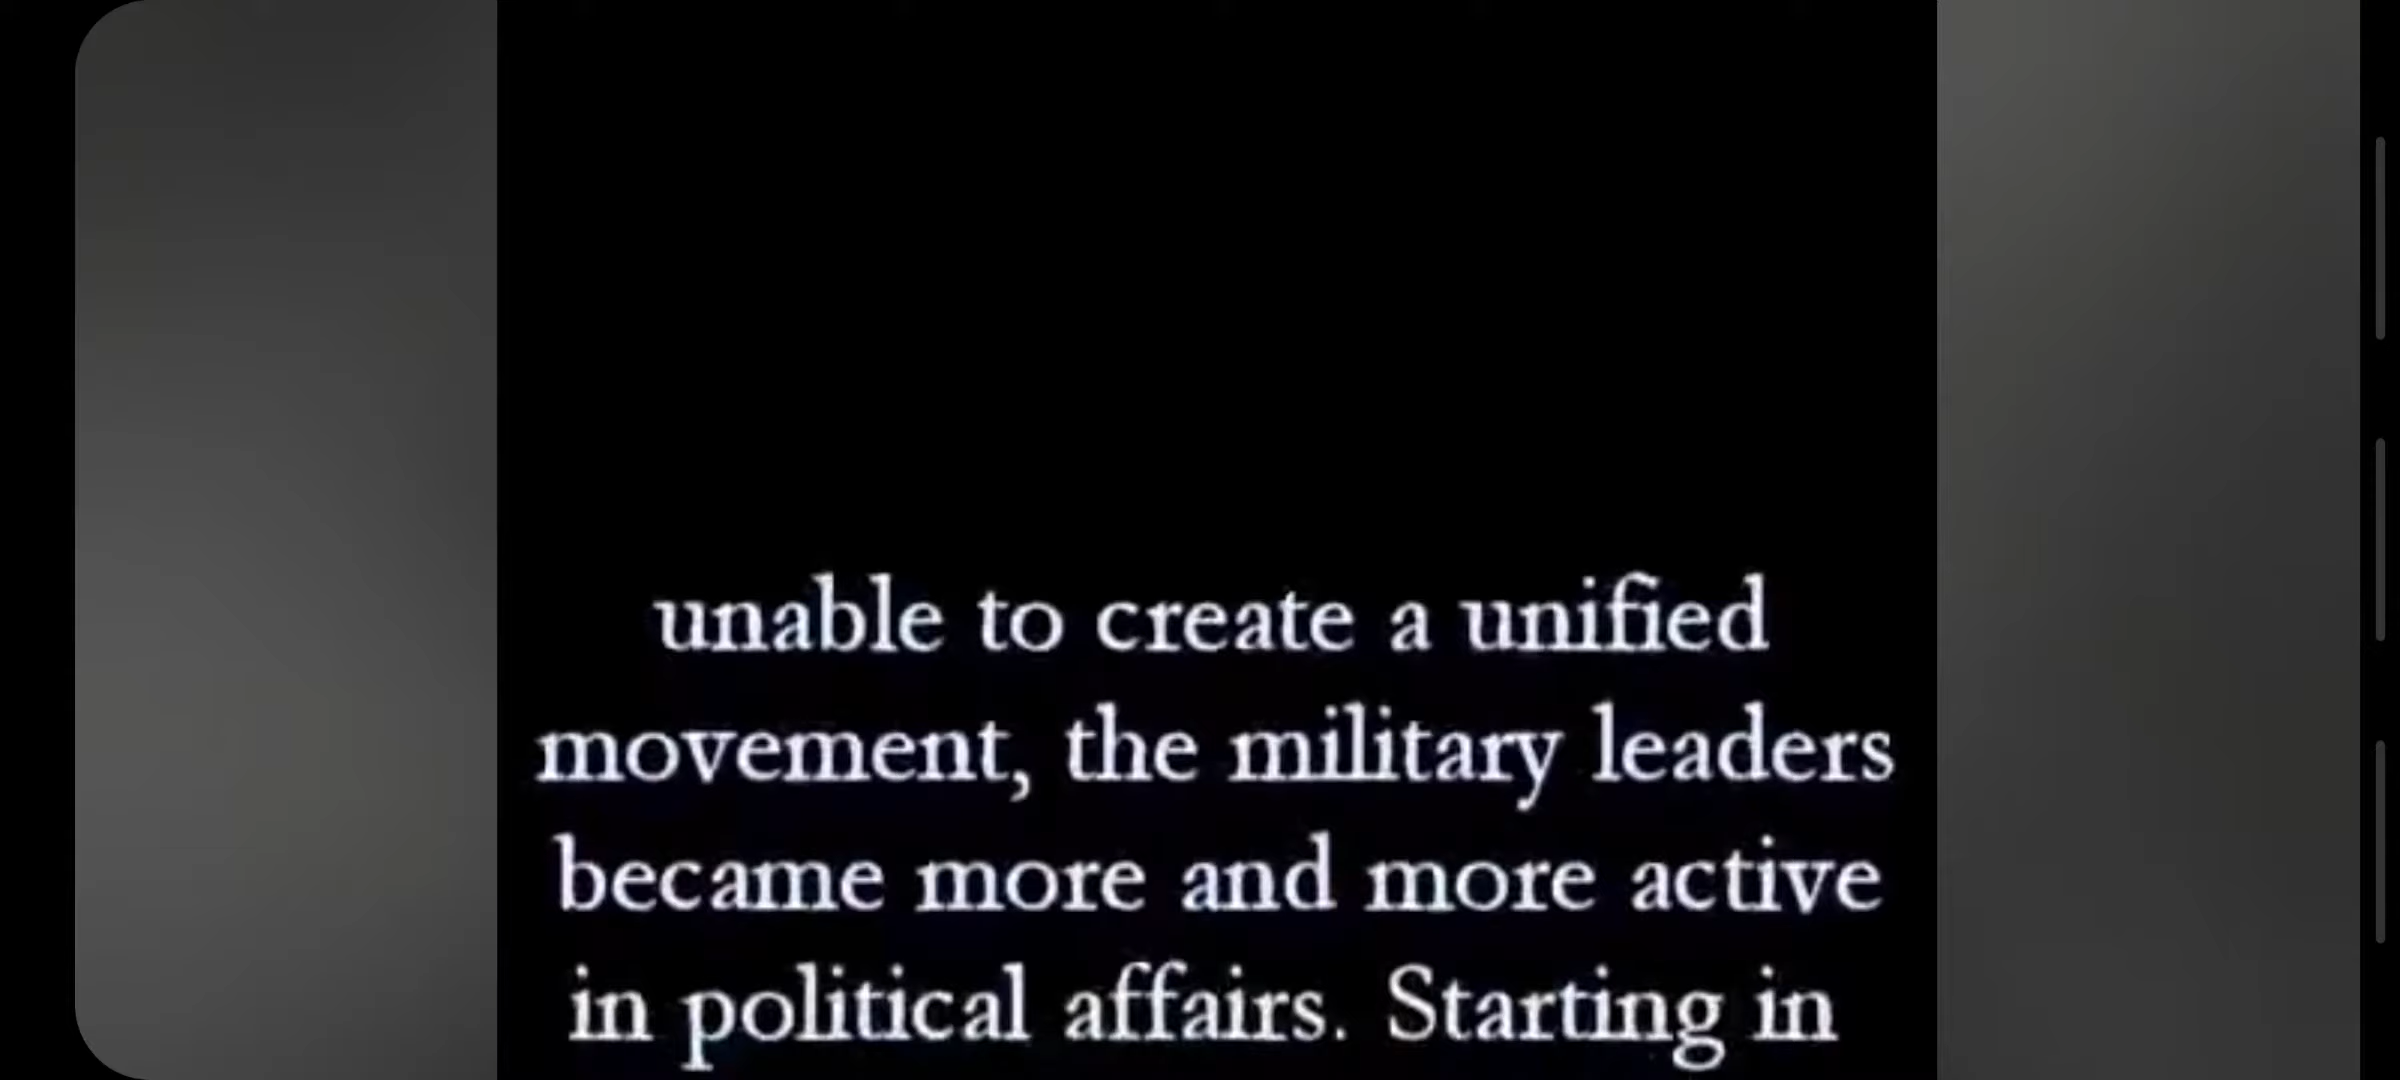 unable to create a unified
movement, the military leaders
became more and more active
in political affairs. Starting in